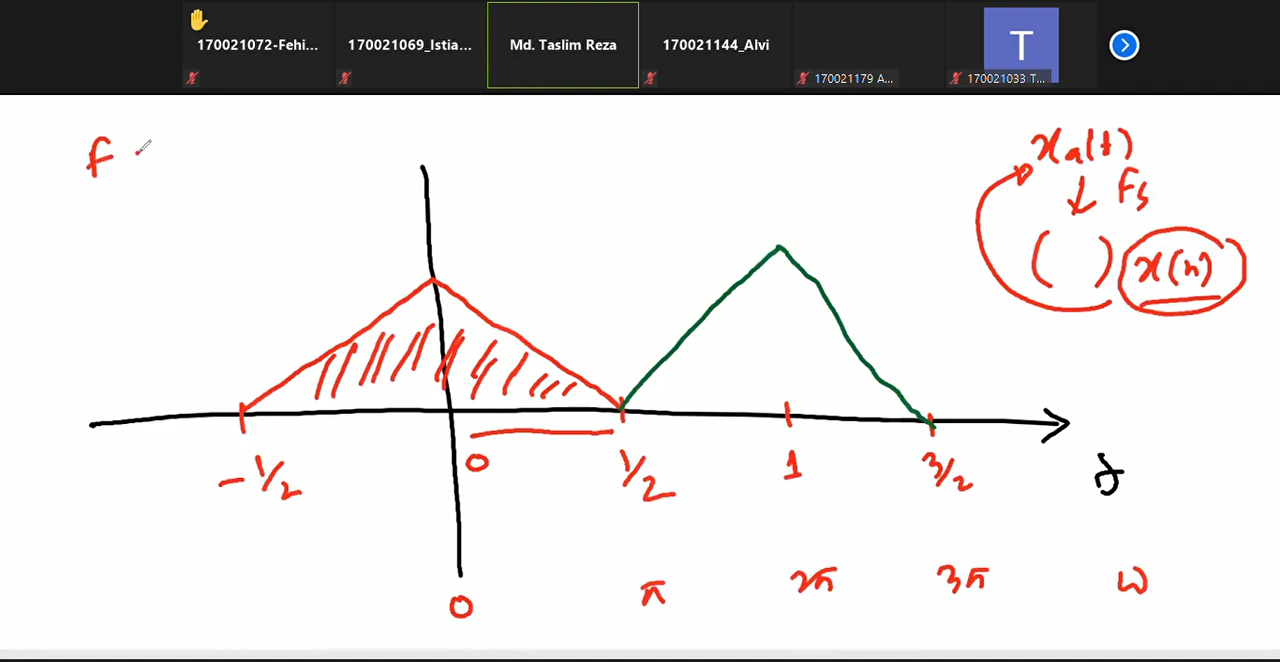 170021072-Fehi...
170021069_Istia...
Md. Taslim Reza
170021144_Alvi
170021179 A...
T
170021033 T...
F
xₐ(t)
↓ Fs
( ) x(n)
-1/2
0
1/2
1
3/2
f
0
π
2π
3π
ω